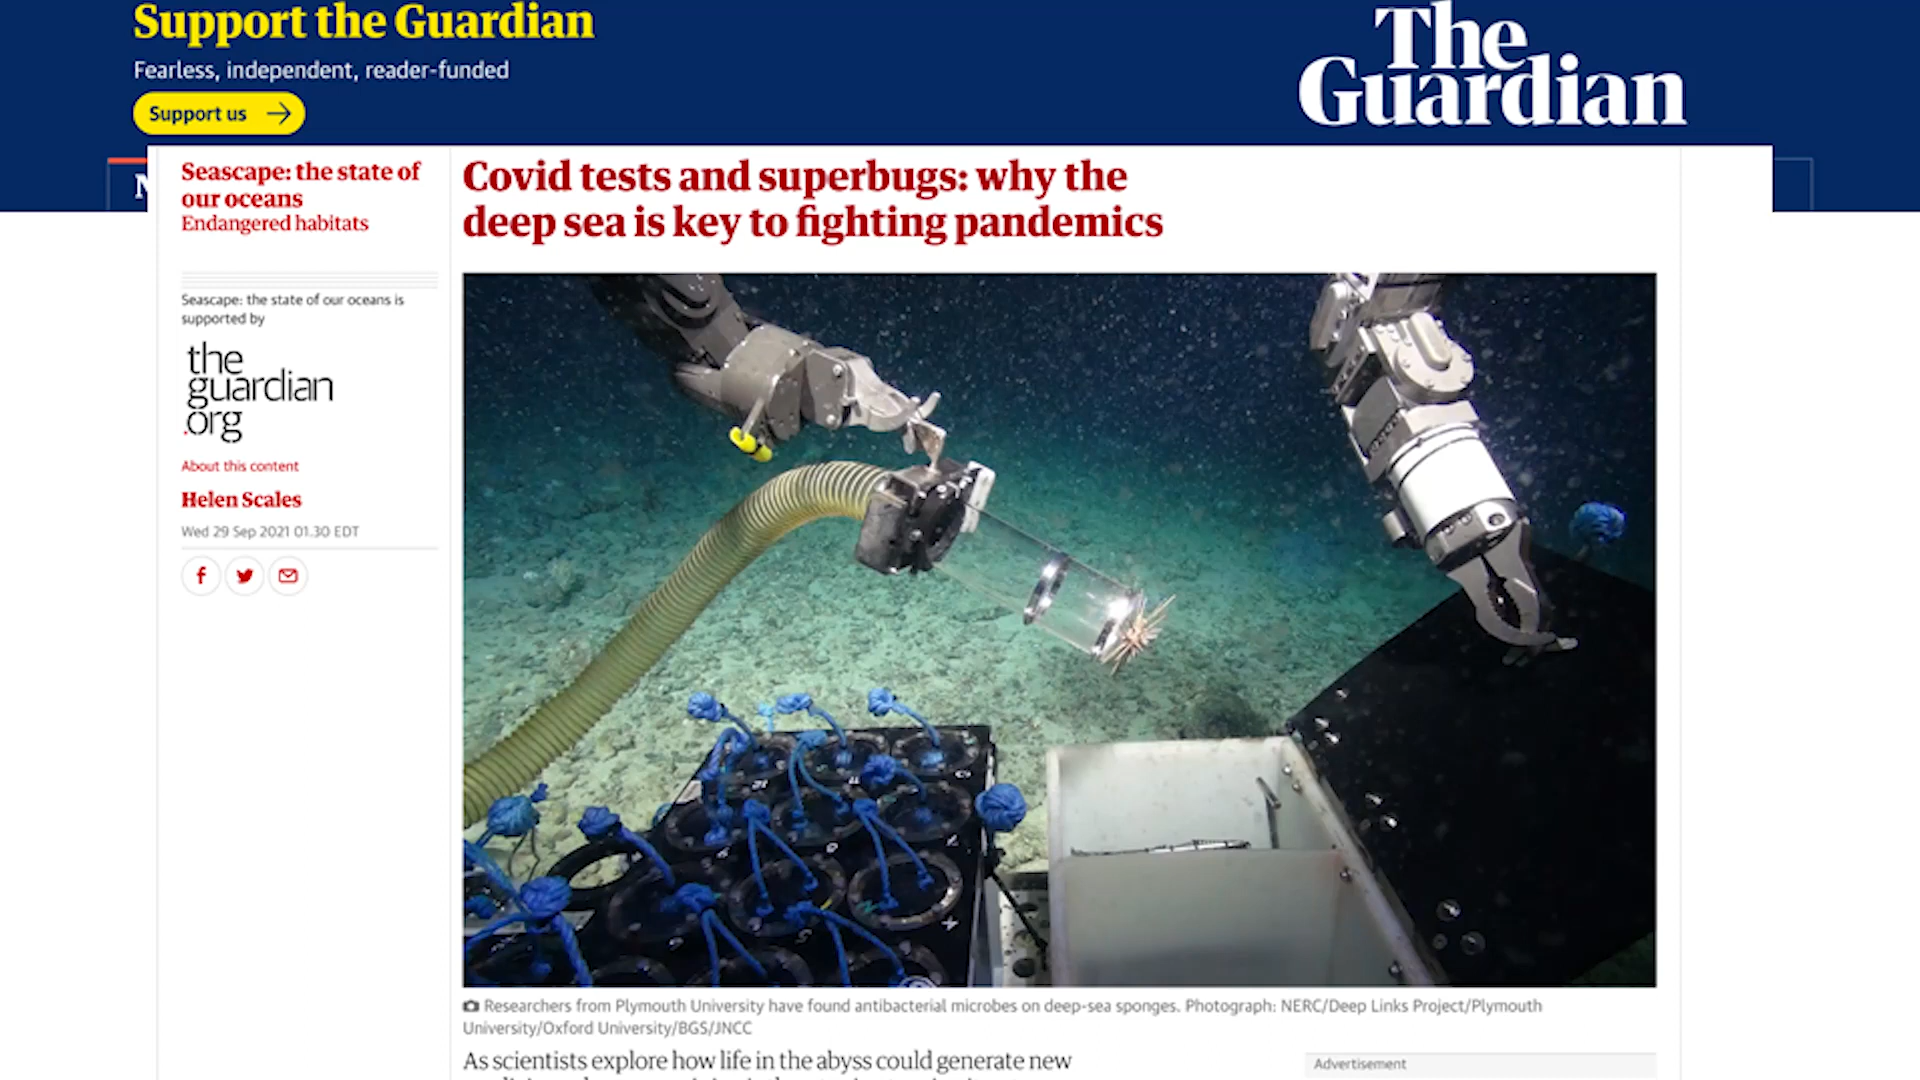 Support the Guardian
Fearless, independent, reader-funded
Support us
The
Guardian
N
Seascape: the state of
our oceans
Endangered habitats
Seascape: the state of our oceans is
supported by
the
guardian
.org
About this content
Helen Scales
Wed 29 Sep 2021 01.30 EDT
Covid tests and superbugs: why the
deep sea is key to fighting pandemics
Researchers from Plymouth University have found antibacterial microbes on deep-sea sponges. Photograph: NERC/Deep Links Project/Plymouth
University/Oxford University/BGS/JNCC
As scientists explore how life in the abyss could generate new
Advertisement